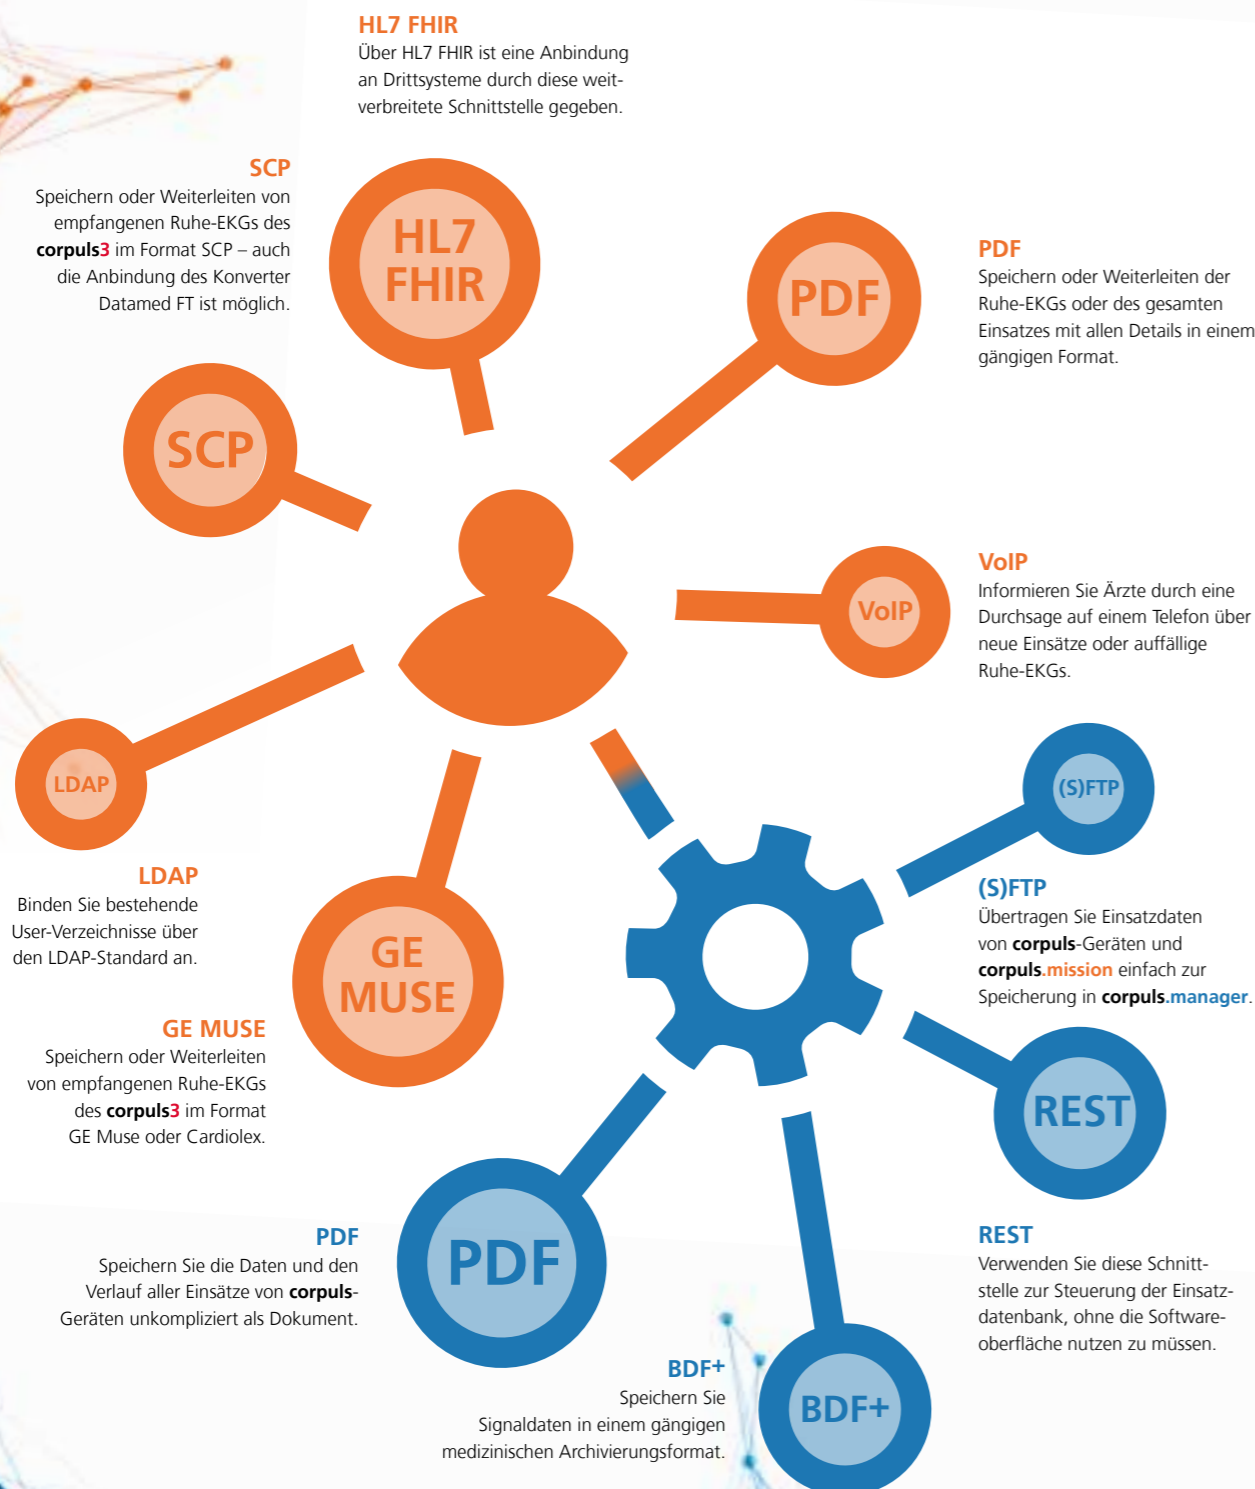 HL7 FHIR
Über HL7 FHIR ist eine Anbindung
an Drittsysteme durch diese weit-
verbreitete Schnittstelle gegeben.
SCP
Speichern oder Weiterleiten von
empfangenen Ruhe-EKGs des
corpuls3 im Format SCP – auch
die Anbindung des Konverter
Datamed FT ist möglich.
HL7
FHIR
PDF
PDF
Speichern oder Weiterleiten der
Ruhe-EKGs oder des gesamten
Einsatzes mit allen Details in einem
gängigen Format.
SCP
VoIP
VoIP
Informieren Sie Ärzte durch eine
Durchsage auf einem Telefon über
neue Einsätze oder auffällige
Ruhe-EKGs.
LDAP
LDAP
Binden Sie bestehende
User-Verzeichnisse über
den LDAP-Standard an.
(S)FTP
(S)FTP
Übertragen Sie Einsatzdaten
von corpuls-Geräten und
corpuls.mission einfach zur
Speicherung in corpuls.manager.
GE
MUSE
GE MUSE
Speichern oder Weiterleiten
von empfangenen Ruhe-EKGs
des corpuls3 im Format
GE Muse oder Cardiolex.
REST
REST
Verwenden Sie diese Schnitt-
stelle zur Steuerung der Einsatz-
datenbank, ohne die Software-
oberfläche nutzen zu müssen.
PDF
Speichern Sie die Daten und den
Verlauf aller Einsätze von corpuls-
Geräten unkompliziert als Dokument.
PDF
BDF+
Speichern Sie
Signaldaten in einem gängigen
medizinischen Archivierungsformat.
BDF+